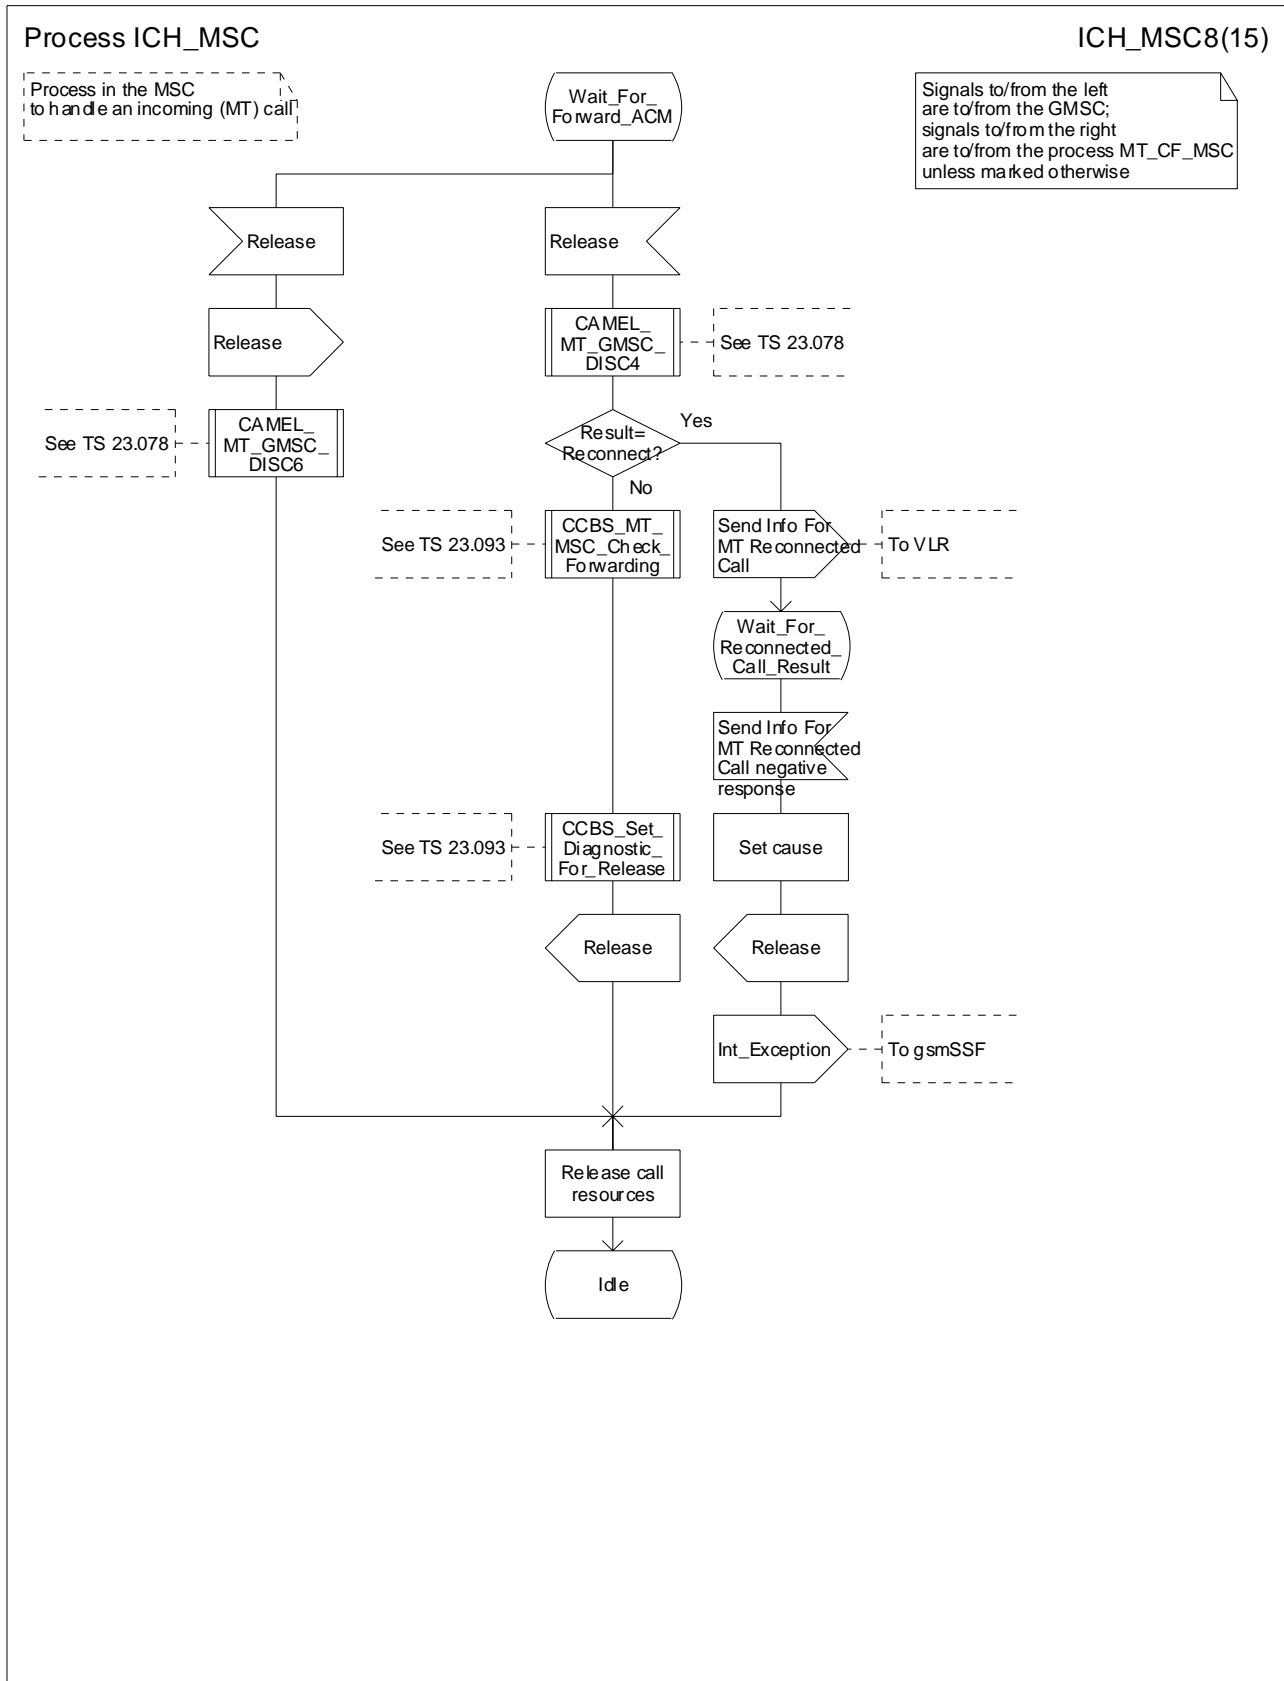 Process ICH_MSC
ICH_MSC8(15)
Process in the MSC
to handle an incoming (MT) call
Wait_For_
Forward_ACM
Signals to/from the left
are to/from the GMSC;
signals to/from the right
are to/from the process MT_CF_MSC
unless marked otherwise
Release
Release
Release
CAMEL_
MT_GMSC_
DISC4
See TS 23.078
See TS 23.078
CAMEL_
MT_GMSC_
DISC6
Result=
Reconnect?
Yes
No
See TS 23.093
CCBS_MT_
MSC_Check_
Forwarding
Send Info For
MT Reconnected
Call
To VLR
Wait_For_
Reconnected_
Call_Result
Send Info For
MT Reconnected
Call negative
response
See TS 23.093
CCBS_Set_
Diagnostic_
For_Release
Set cause
Release
Release
Int_Exception
To gsmSSF
Release call
resources
Idle